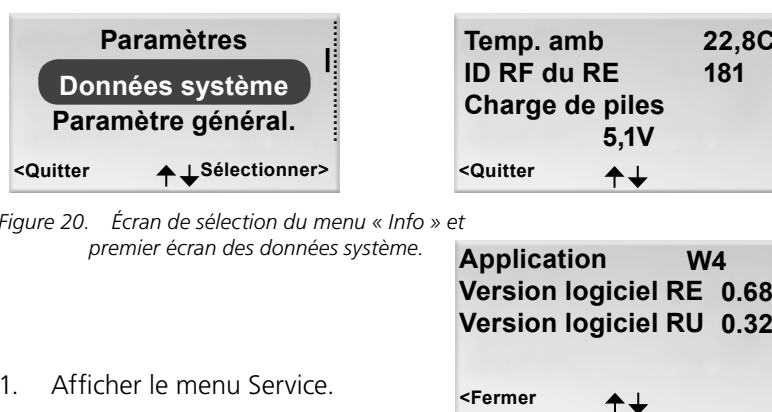 Paramètres
Données système
Paramètre général.
<Quitter ↑↓Sélectionner>
Temp. amb 22,8C
ID RF du RE 181
Charge de piles
5,1V
<Quitter ↑↓
Figure 20. Écran de sélection du menu « Info » et
premier écran des données système.
Application W4
Version logiciel RE 0.68
Version logiciel RU 0.32
<Fermer ↑↓
1. Afficher le menu Service.